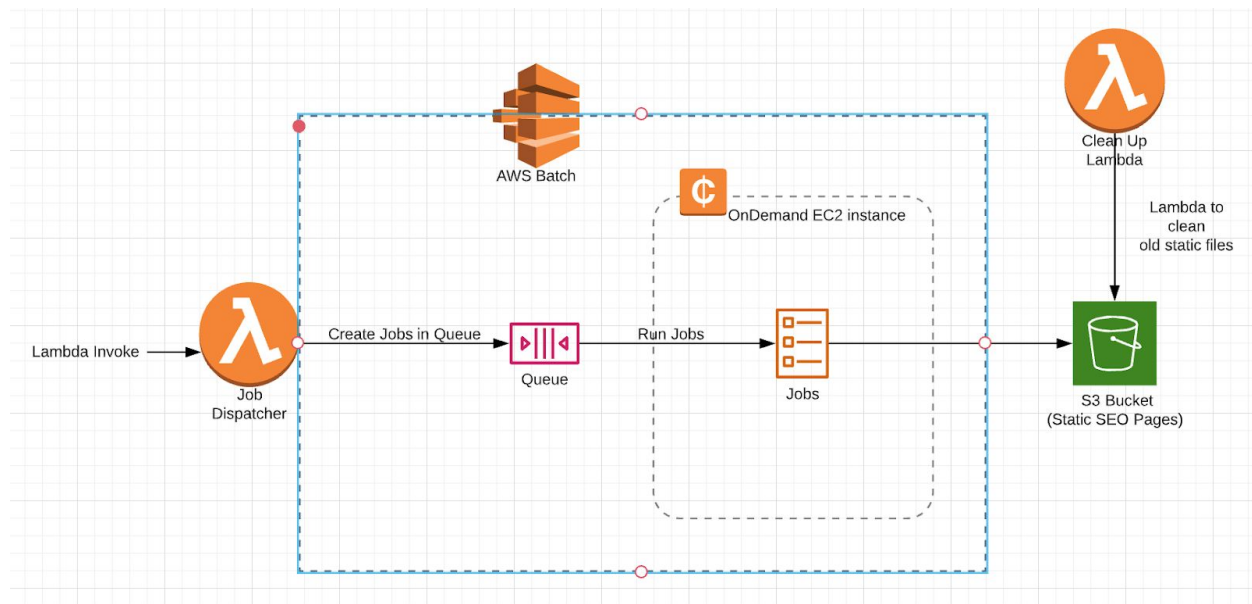 AWS Batch
OnDemand EC2 instance
Clean Up
Lambda
Lambda to
clean
old static files
Lambda Invoke
Job
Dispatcher
Create Jobs in Queue
Queue
Run Jobs
Jobs
S3 Bucket
(Static SEO Pages)